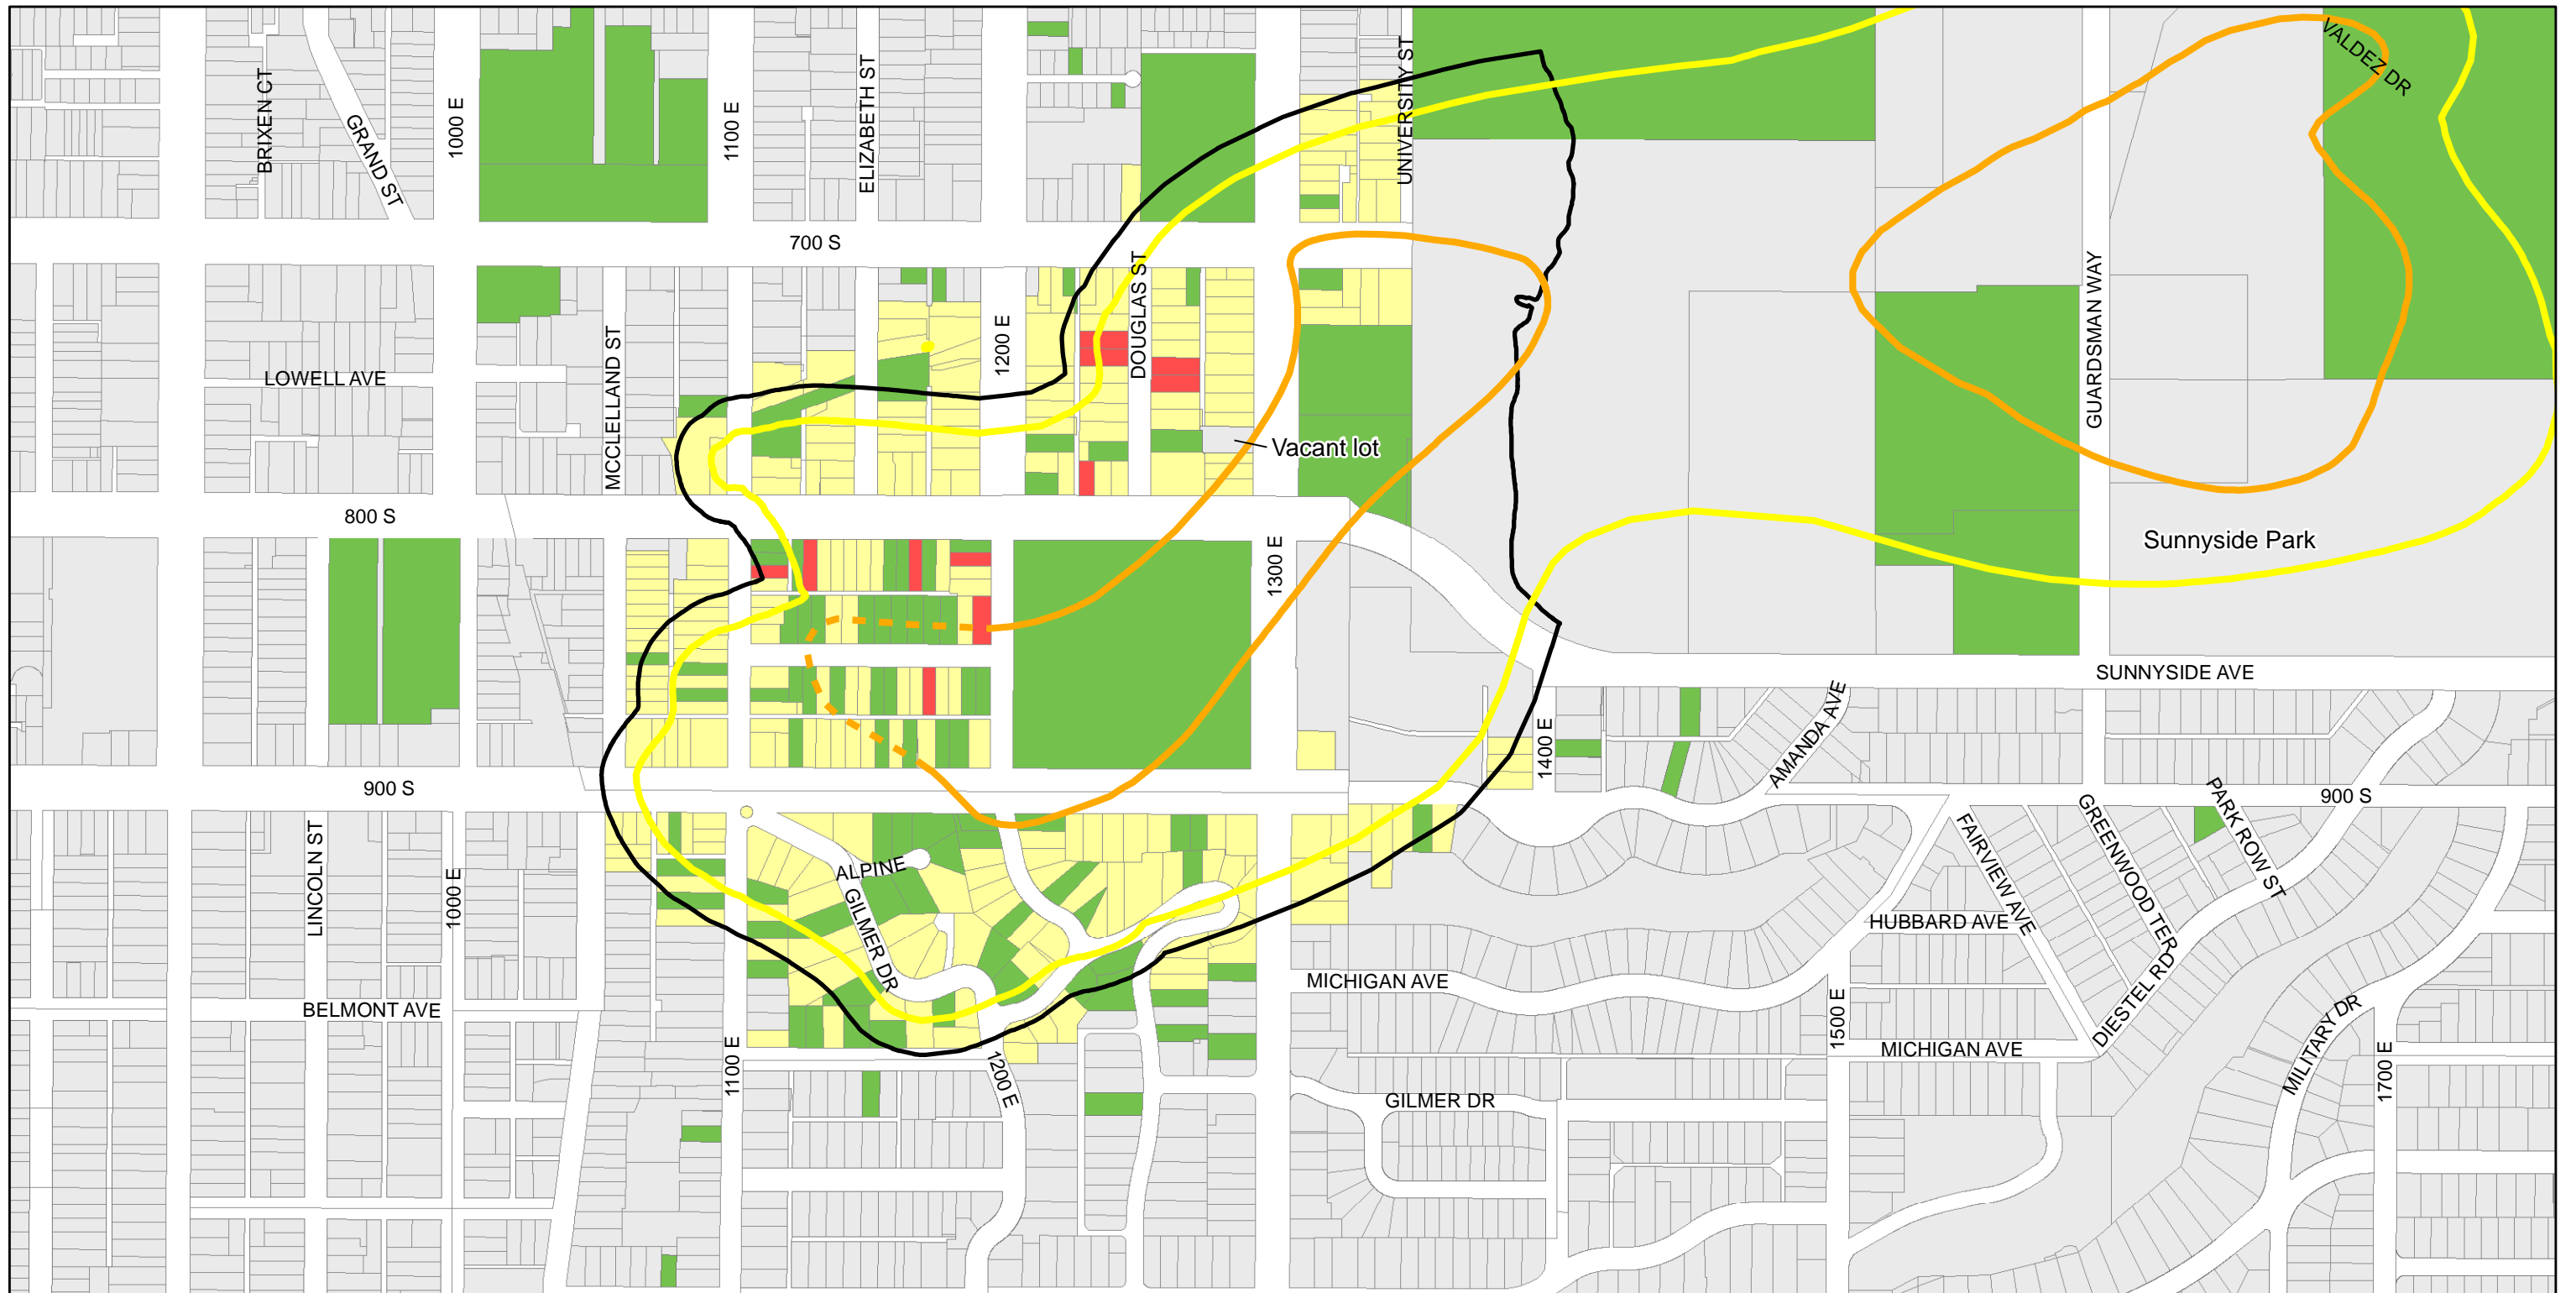 VALDEZ DR
UNIVERSITY ST
BRIXEN CT
GRAND ST
1000 E
1100 E
ELIZABETH ST
700 S
DOUGLAS ST
GUARDSMAN WAY
1200 E
LOWELL AVE
MCCLELLAND ST
Vacant lot
800 S
Sunnyside Park
1300 E
SUNNYSIDE AVE
AMANDA AVE
1400 E
900 S
900 S
PARK ROW ST
GREENWOOD TER
FAIRVIEW AVE
LINCOLN ST
1000 E
ALPINE
GILMER DR
HUBBARD AVE
MICHIGAN AVE
BELMONT AVE
DIESTEL RD
1500 E
MILITARY DR
MICHIGAN AVE
1100 E
1200 E
1700 E
GILMER DR